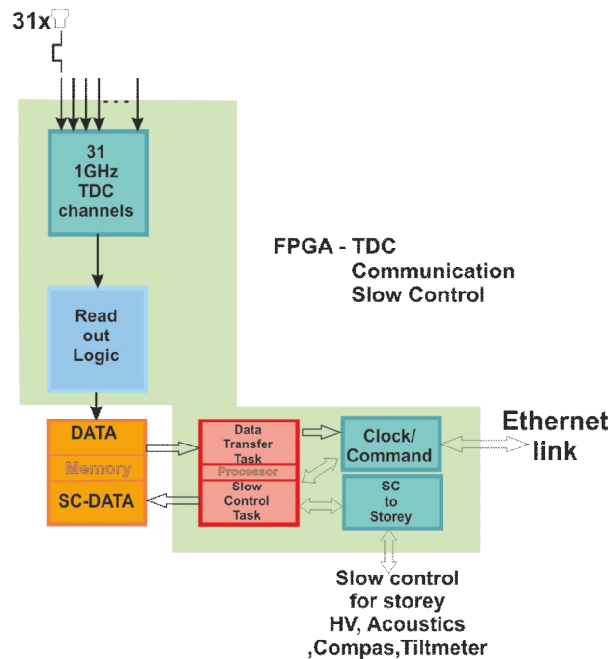 31x
31
1GHz
TDC
channels
FPGA - TDC
Communication
Slow Control
Read
out
Logic
DATA
Memory
SC-DATA
Data
Transfer
Task
Processor
Slow
Control
Task
Clock/
Command
SC
to
Storey
Ethernet
link
Slow control
for storey
HV, Acoustics
,Compas,Tiltmeter